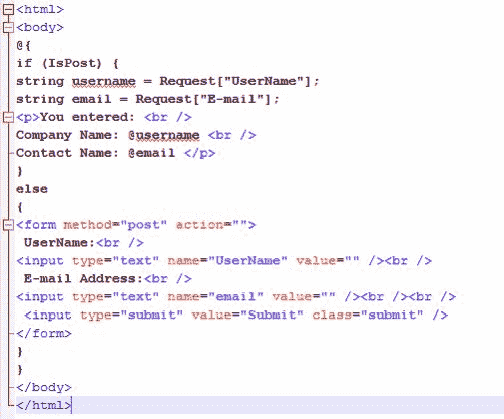 <html>
<body>
@{
if (IsPost) {
string username = Request["UserName"];
string email = Request["E-mail"];
<p>You entered: <br />
Company Name: @username <br />
Contact Name: @email </p>
}
else
{
<form method="post" action="">
UserName:<br />
<input type="text" name="UserName" value="" /><br />
E-mail Address:<br />
<input type="text" name="email" value="" /><br /><br />
<input type="submit" value="Submit" class="submit" />
</form>
}
}
</body>
</html>